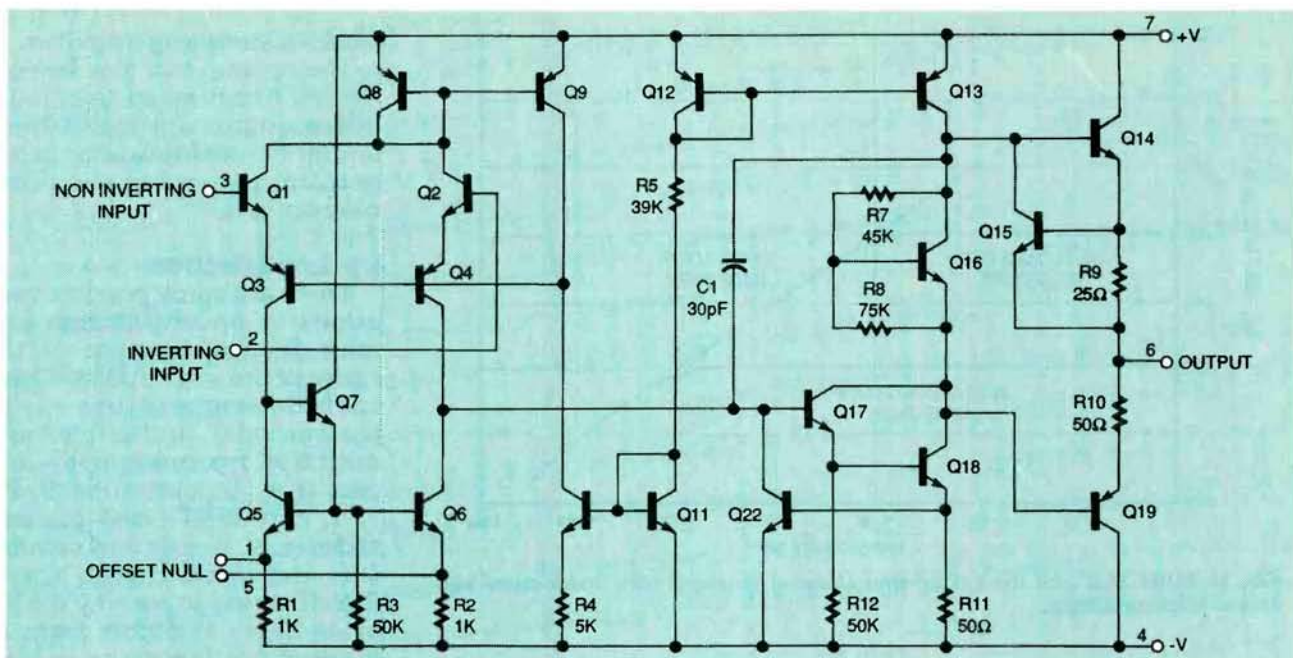 7
+V
Q8
Q9
Q12
Q13
Q14
3
NON INVERTING
INPUT
Q1
Q2
R5
39K
R7
45K
Q15
Q16
R9
25Ω
Q3
Q4
C1
30pF
R8
75K
INVERTING
INPUT
2
6
OUTPUT
Q7
Q17
R10
50Ω
Q18
Q5
Q6
Q11
Q22
Q19
1
OFFSET NULL
5
R1
1K
R3
50K
R2
1K
R4
5K
R12
50K
R11
50Ω
4
-V